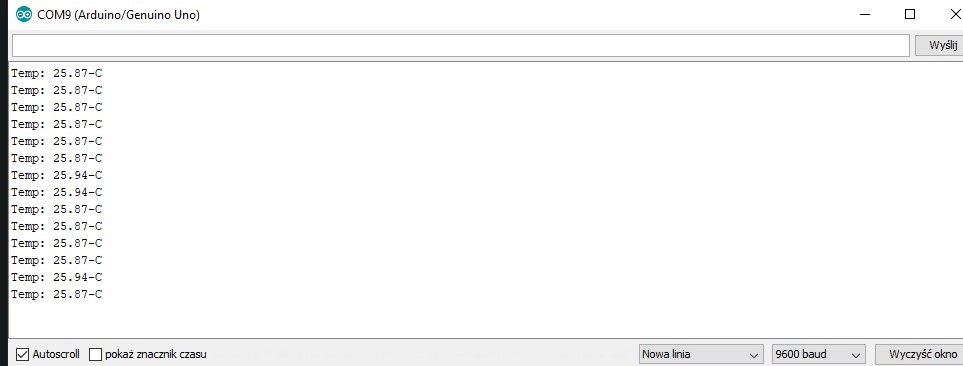 COM9 (Arduino/Genuino Uno)
Wyślij
Temp: 25.87-C
Temp: 25.87-C
Temp: 25.87-C
Temp: 25.87-C
Temp: 25.87-C
Temp: 25.87-C
Temp: 25.94-C
Temp: 25.94-C
Temp: 25.87-C
Temp: 25.87-C
Temp: 25.87-C
Temp: 25.87-C
Temp: 25.94-C
Temp: 25.87-C
Autoscroll pokaż znacznik czasu Nowa linia 9600 baud Wyczyść okno